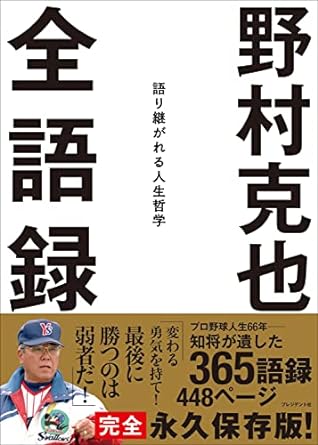 野村克也
全語録
語り継がれる人生哲学
プロ野球人生66年──
知将が遺した
365語録
448ページ
「変わる
勇気を持て！」
最後に
勝つのは
弱者だ！
プレジデント社
YS
Swallows
完全 永久保存版!